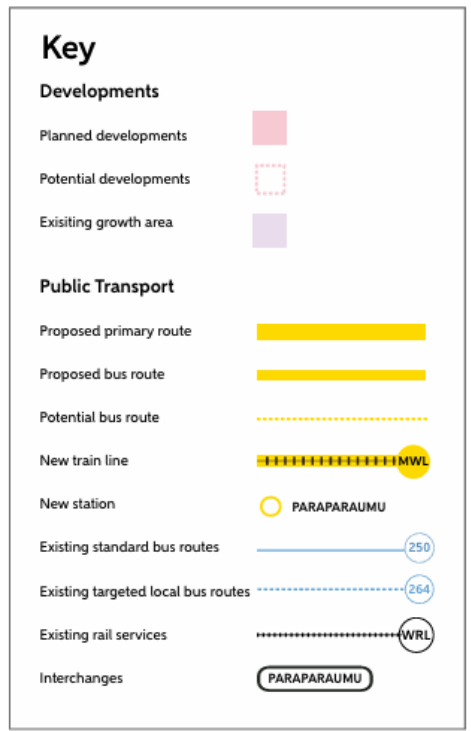 Key
Developments
Planned developments
Potential developments
Exisiting growth area
Public Transport
Proposed primary route
Proposed bus route
Potential bus route
New train line MWL
New station PARAPARAUMU
Existing standard bus routes 250
Existing targeted local bus routes 264
Existing rail services WRL
Interchanges PARAPARAUMU